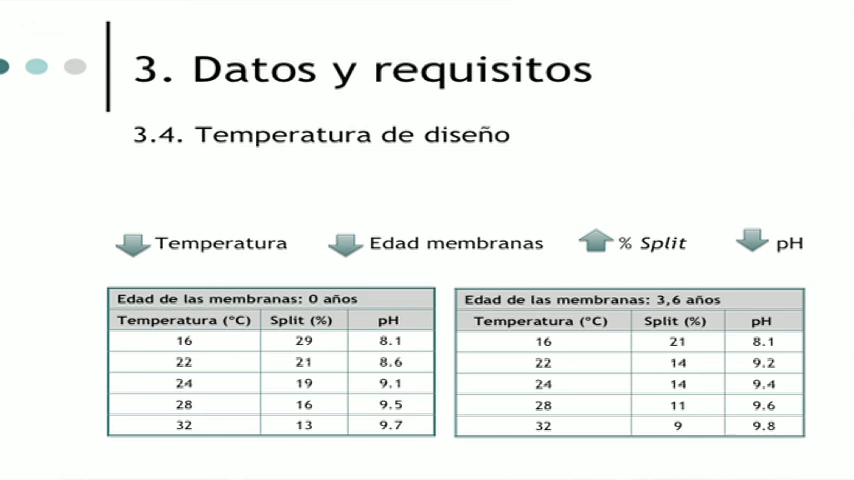 3. Datos y requisitos
3.4. Temperatura de diseño
Temperatura Edad membranas % Split pH
Edad de las membranas: 0 años
Temperatura (°C) Split (%) pH
16 29 8.1
22 21 8.6
24 19 9.1
28 16 9.5
32 13 9.7
Edad de las membranas: 3,6 años
Temperatura (°C) Split (%) pH
16 21 8.1
22 14 9.2
24 14 9.4
28 11 9.6
32 9 9.8